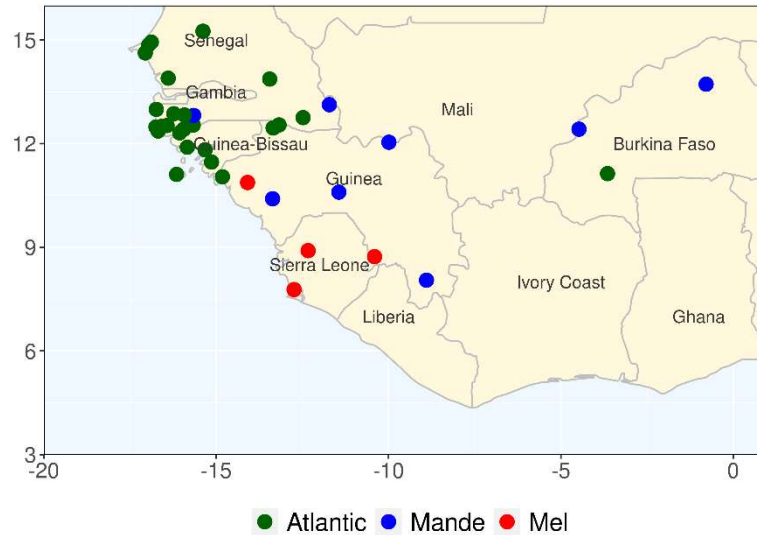 15
Senegal
Gambia
Mali
12
Guinea-Bissau
Burkina Faso
Guinea
9
Sierra Leone
Ivory Coast
Liberia
Ghana
6
3
-20
-15
-10
-5
0
Atlantic Mande Mel